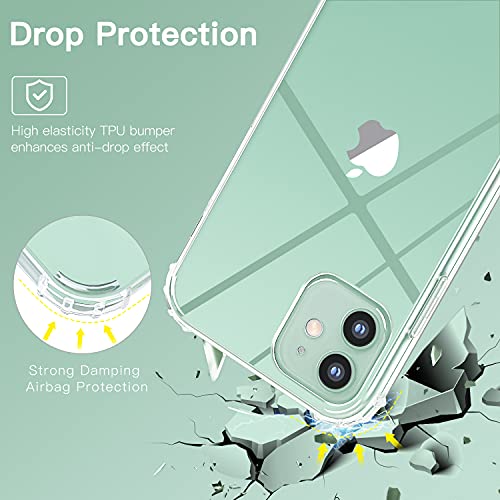 Drop Protection
High elasticity TPU bumper
enhances anti-drop effect
Strong Damping
Airbag Protection